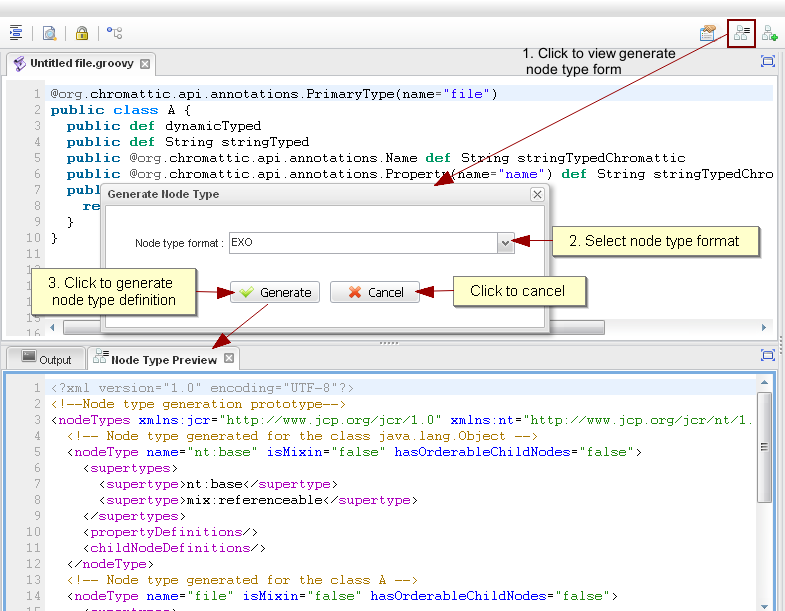 1. Click to view generate
node type form
Untitled file.groovy
1 @org.chromattic.api.annotations.PrimaryType(name="file")
2 public class A {
3 public def dynamicTyped
4 public def String stringTyped
5 public @org.chromattic.api.annotations.Name def String stringTypedChromattic
6 public @org.chromattic.api.annotations.Property(name="name") def String stringTypedChro
7 publ
8 re
9 }
10 }
11
Generate Node Type
Node type format : EXO
2. Select node type format
3. Click to generate
node type definition
Generate
Cancel
Click to cancel
16
Output
Node Type Preview
1 <?xml version="1.0" encoding="UTF-8"?>
2 <!--Node type generation prototype-->
3 <nodeTypes xmlns:jcr="http://www.jcp.org/jcr/1.0" xmlns:nt="http://www.jcp.org/jcr/nt/1.
4 <!-- Node type generated for the class java.lang.Object -->
5 <nodeType name="nt:base" isMixin="false" hasOrderableChildNodes="false">
6 <supertypes>
7 <supertype>nt:base</supertype>
8 <supertype>mix:referenceable</supertype>
9 </supertypes>
10 <propertyDefinitions/>
11 <childNodeDefinitions/>
12 </nodeType>
13 <!-- Node type generated for the class A -->
14 <nodeType name="file" isMixin="false" hasOrderableChildNodes="false">